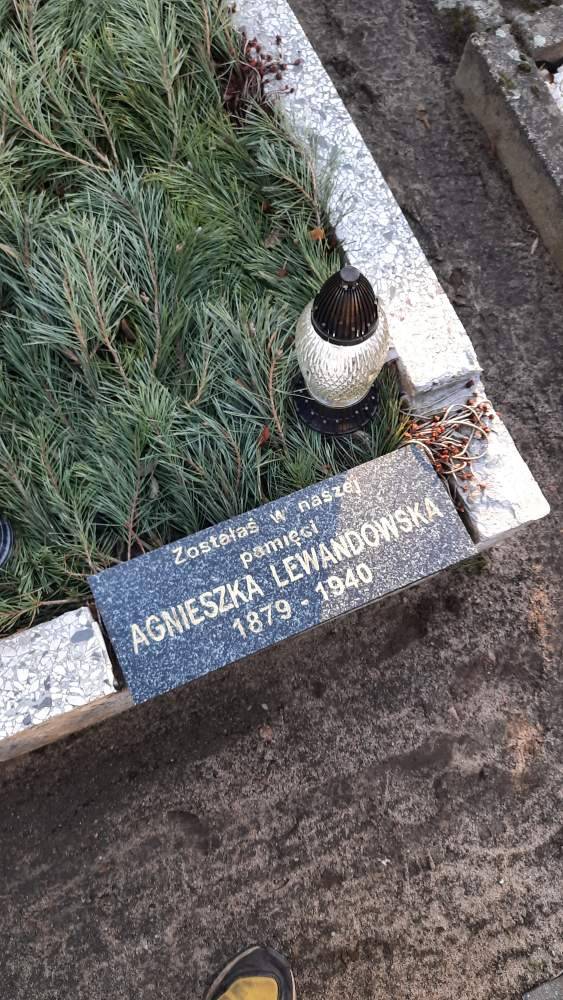 Zostałaś w naszej
pamięci
AGNIESZKA LEWANDOWSKA
1879 - 1940